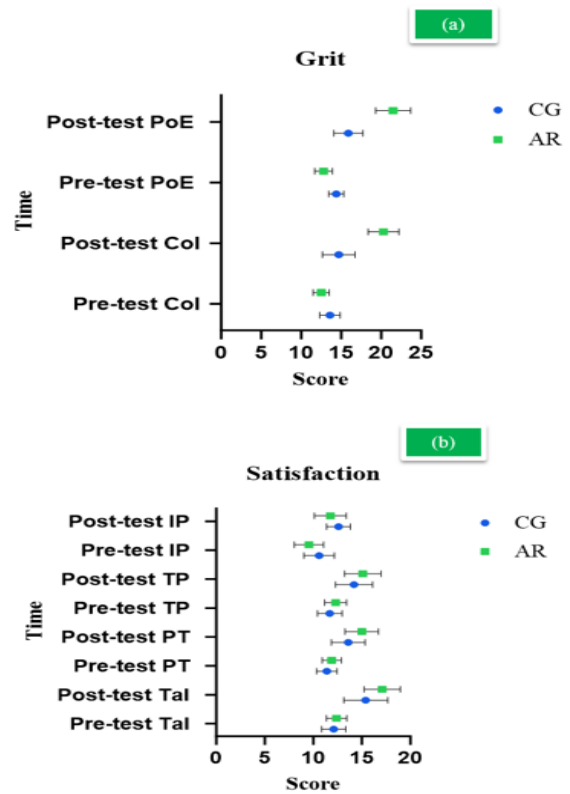 (a)
Grit
Post-test PoE
Pre-test PoE
Post-test CoI
Pre-test CoI
Time
0 5 10 15 20 25
Score
CG
AR
(b)
Satisfaction
Post-test IP
Pre-test IP
Post-test TP
Pre-test TP
Post-test PT
Pre-test PT
Post-test TaI
Pre-test TaI
Time
0 5 10 15 20
Score
CG
AR